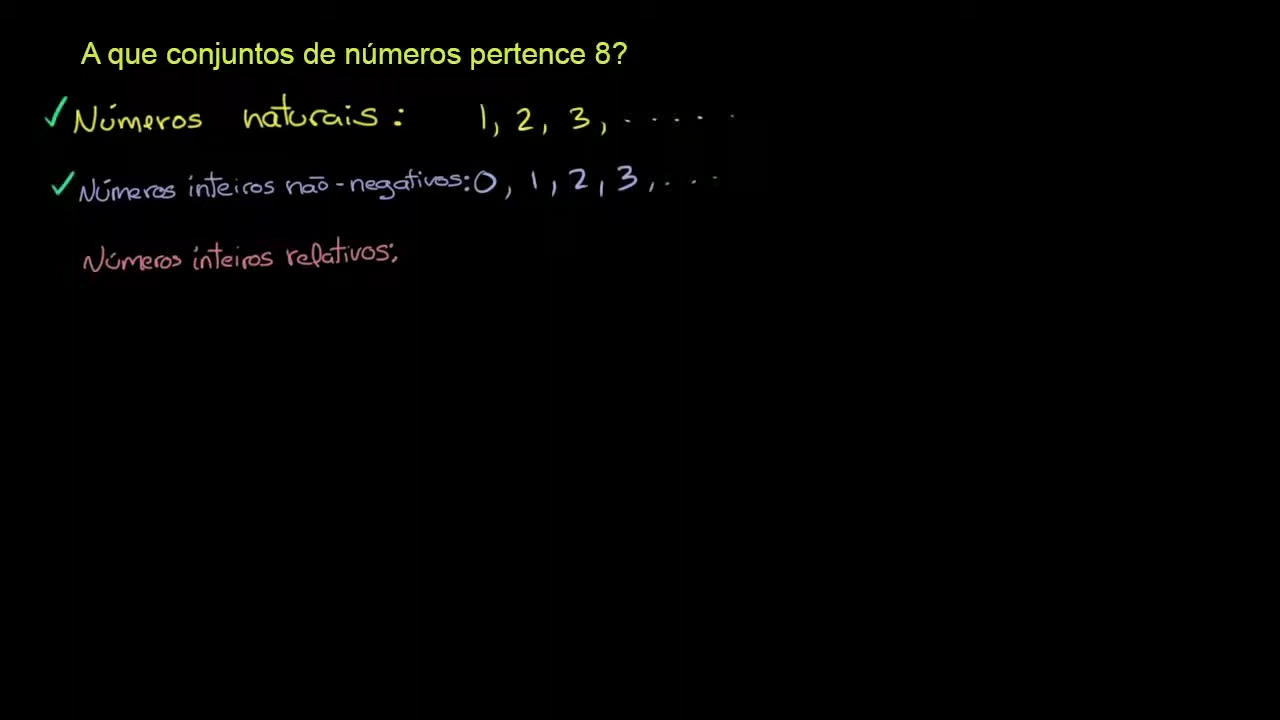 A que conjuntos de números pertence 8?
Números naturais: 1, 2, 3, ......
Números inteiros não-negativos: 0, 1, 2, 3, ....
Números inteiros relativos: